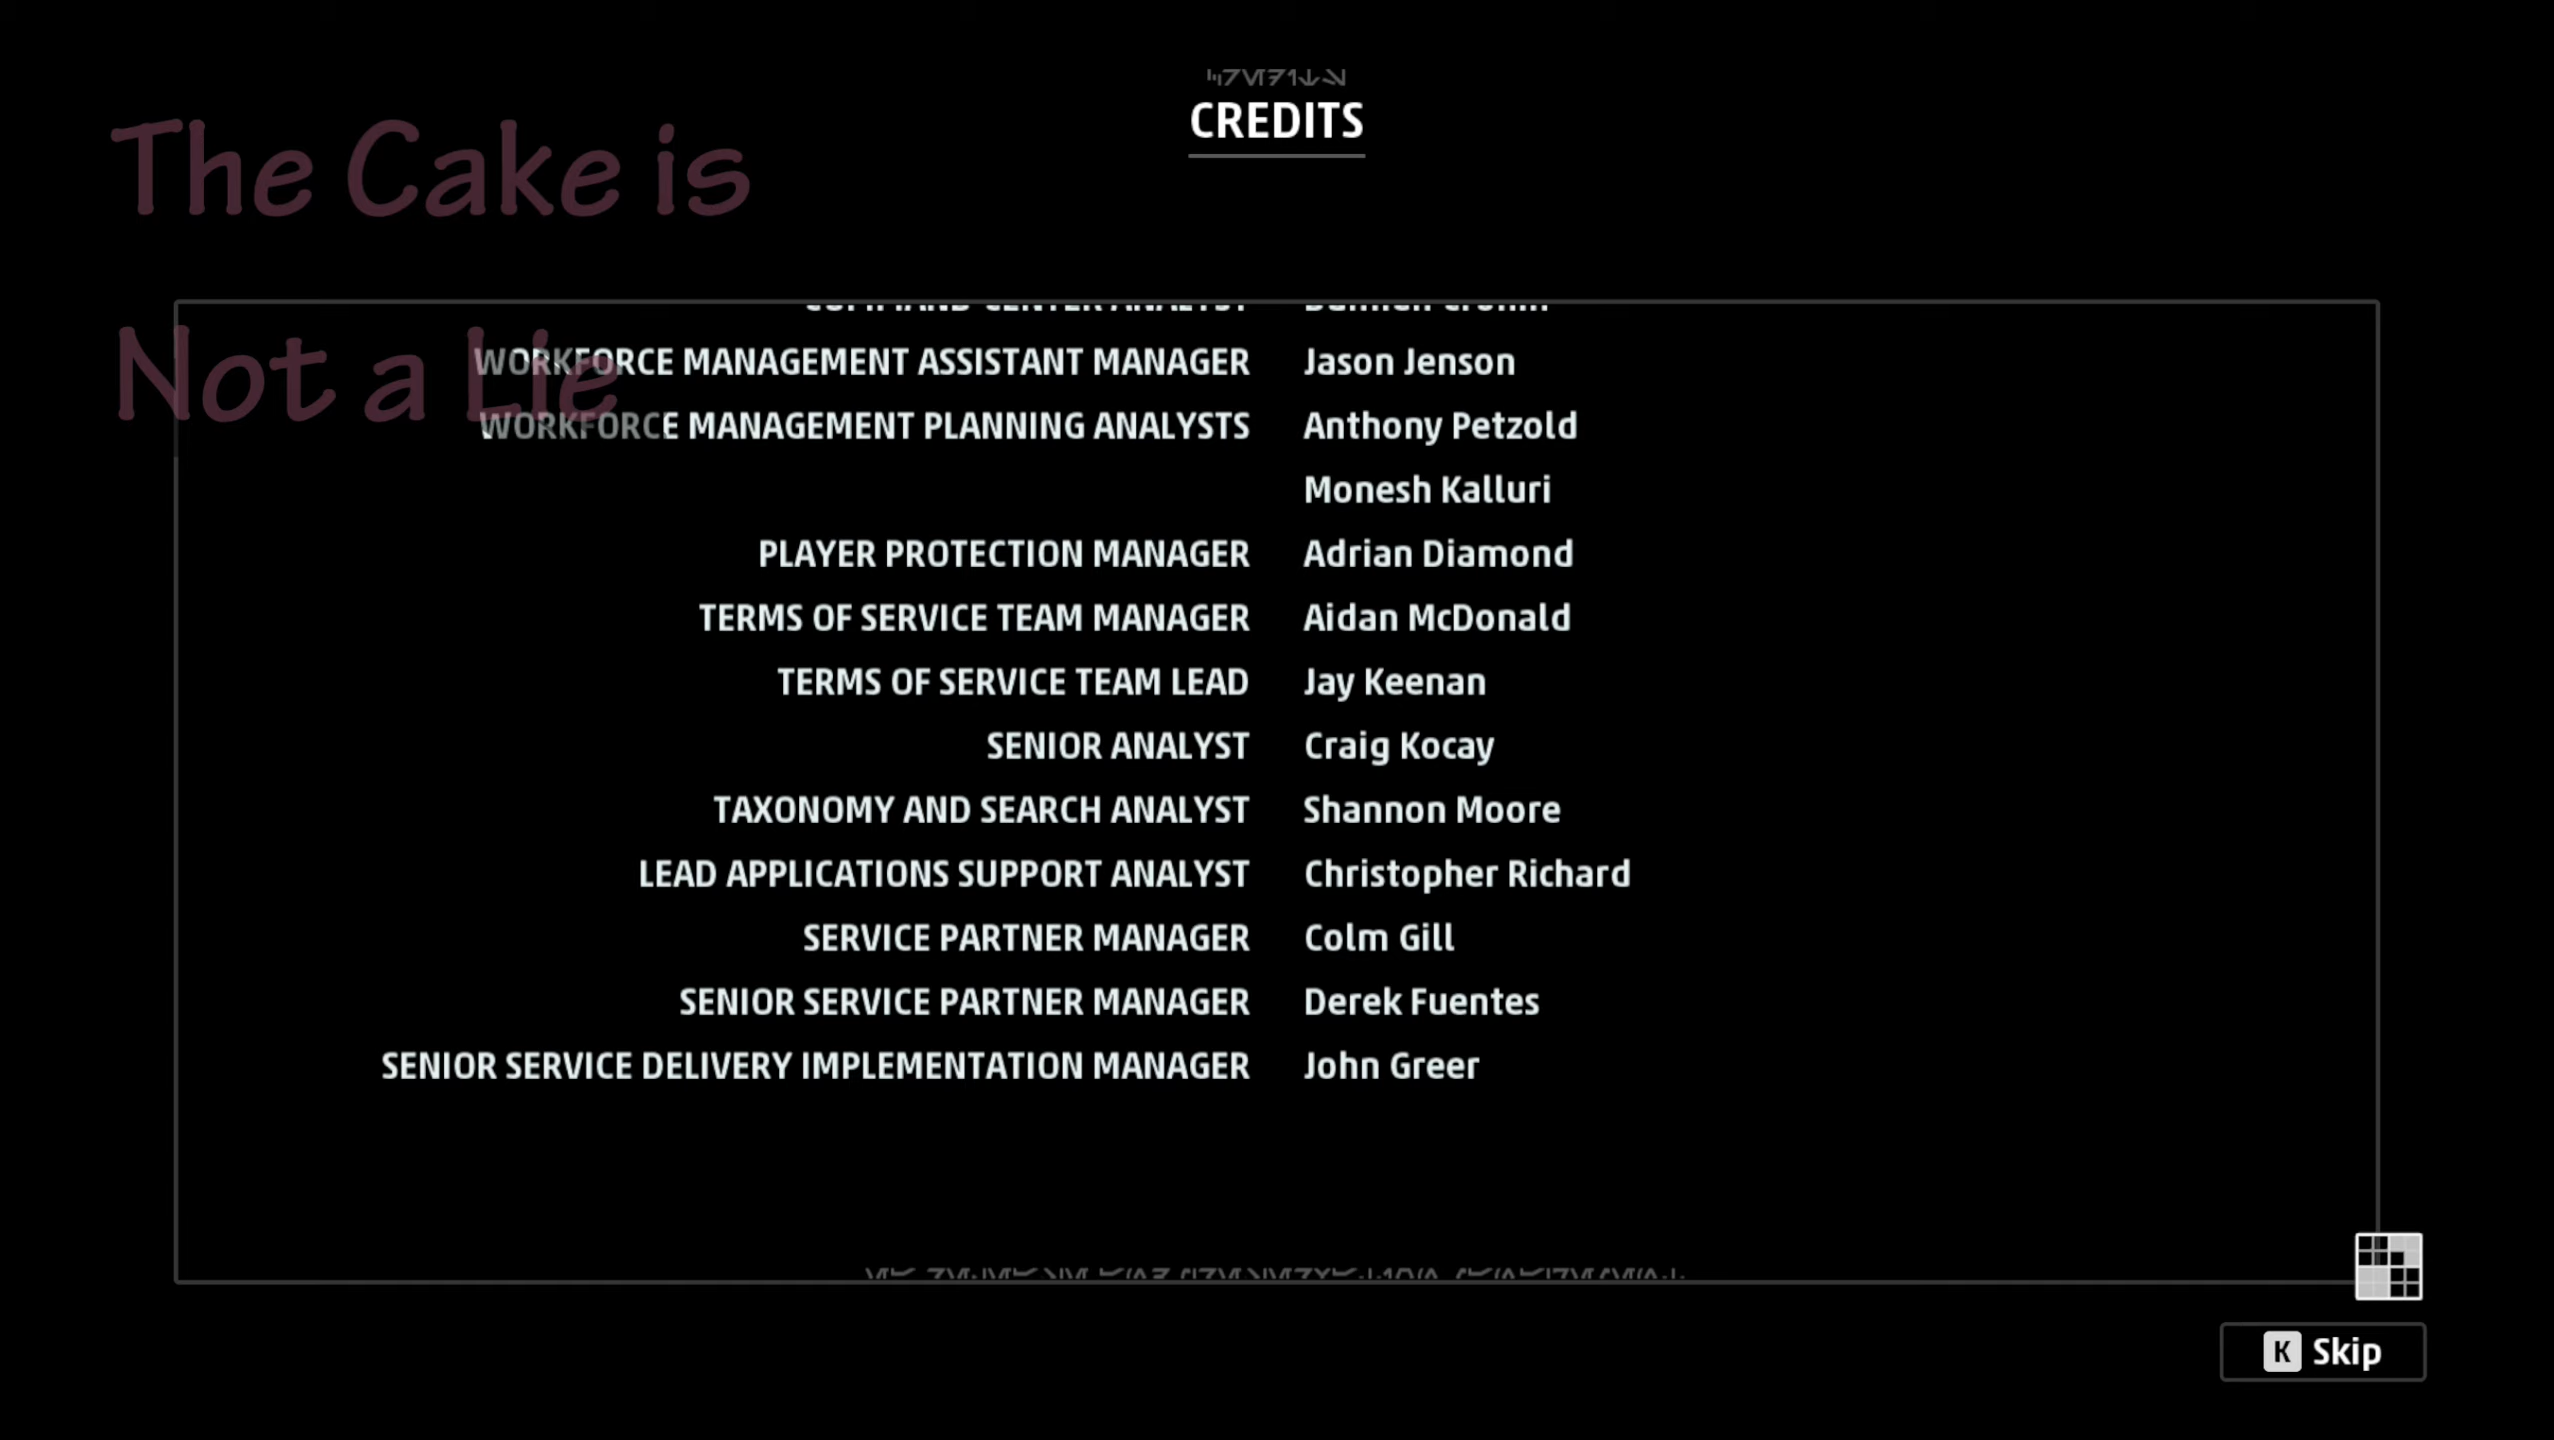 CREDITS
The Cake is
Not a Lie
WORKFORCE MANAGEMENT ASSISTANT MANAGER Jason Jenson
WORKFORCE MANAGEMENT PLANNING ANALYSTS Anthony Petzold
Monesh Kalluri
PLAYER PROTECTION MANAGER Adrian Diamond
TERMS OF SERVICE TEAM MANAGER Aidan McDonald
TERMS OF SERVICE TEAM LEAD Jay Keenan
SENIOR ANALYST Craig Kocay
TAXONOMY AND SEARCH ANALYST Shannon Moore
LEAD APPLICATIONS SUPPORT ANALYST Christopher Richard
SERVICE PARTNER MANAGER Colm Gill
SENIOR SERVICE PARTNER MANAGER Derek Fuentes
SENIOR SERVICE DELIVERY IMPLEMENTATION MANAGER John Greer
K Skip